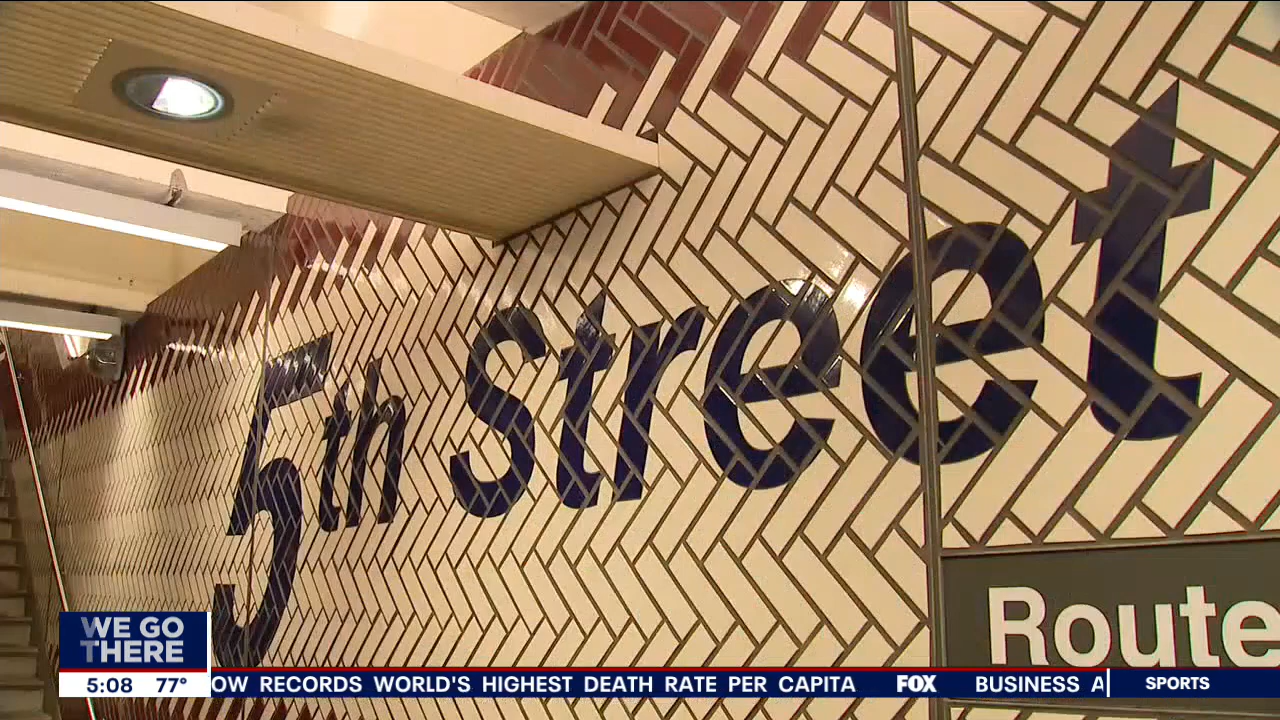 5th Street
Route
WE GO
THERE
5:08 77° OW RECORDS WORLD'S HIGHEST DEATH RATE PER CAPITA FOX BUSINESS A SPORTS